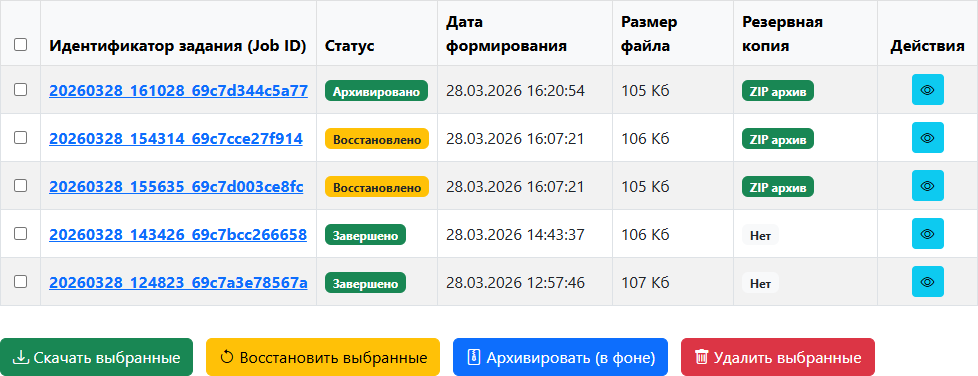 Идентификатор задания (Job ID) Статус Дата формирования Размер файла Резервная копия Действия
20260328_161028_69c7d344c5a77 Архивировано 28.03.2026 16:20:54 105 Кб ZIP архив
20260328_154314_69c7cce27f914 Восстановлено 28.03.2026 16:07:21 106 Кб ZIP архив
20260328_155635_69c7d003ce8fc Восстановлено 28.03.2026 16:07:21 105 Кб ZIP архив
20260328_143426_69c7bcc266658 Завершено 28.03.2026 14:43:37 106 Кб Нет
20260328_124823_69c7a3e78567a Завершено 28.03.2026 12:57:46 107 Кб Нет
Скачать выбранные Восстановить выбранные Архивировать (в фоне) Удалить выбранные